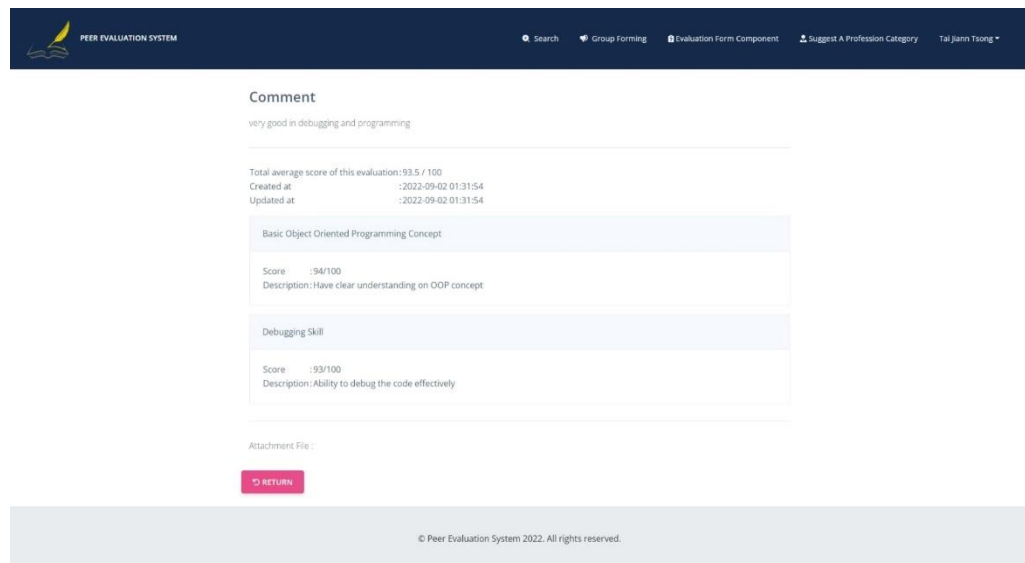 PEER EVALUATION SYSTEM
Search Group Forming Evaluation Form Component Suggest A Profession Category Tai Jiann Tsong
Comment
very good in debugging and programming
Total average score of this evaluation : 93.5 / 100
Created at : 2022-09-02 01:31:54
Updated at : 2022-09-02 01:31:54
Basic Object Oriented Programming Concept
Score : 94/100
Description : Have clear understanding on OOP concept
Debugging Skill
Score : 93/100
Description : Ability to debug the code effectively
Attachment File :
RETURN
© Peer Evaluation System 2022. All rights reserved.